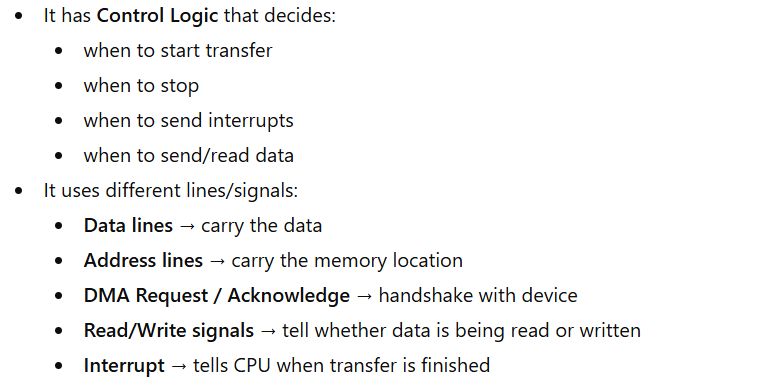 It has Control Logic that decides:
when to start transfer
when to stop
when to send interrupts
when to send/read data
It uses different lines/signals:
Data lines → carry the data
Address lines → carry the memory location
DMA Request / Acknowledge → handshake with device
Read/Write signals → tell whether data is being read or written
Interrupt → tells CPU when transfer is finished